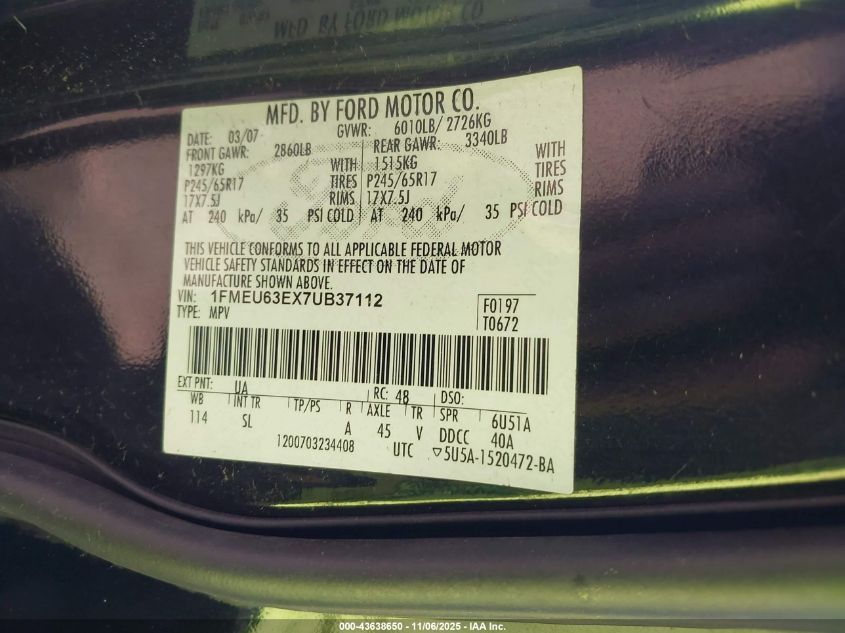 MFD. BY FORD MOTOR CO.
DATE: 03/07 GVWR: 6010LB/ 2726KG
FRONT GAWR: 2860LB REAR GAWR: 3340LB
1297KG WITH 1515KG WITH
P245/65R17 TIRES P245/65R17 TIRES
17X7.5J RIMS 17X7.5J RIMS
AT 240 kPa/ 35 PSI COLD AT 240 kPa/ 35 PSI COLD
THIS VEHICLE CONFORMS TO ALL APPLICABLE FEDERAL MOTOR
VEHICLE SAFETY STANDARDS IN EFFECT ON THE DATE OF
MANUFACTURE SHOWN ABOVE.
VIN: 1FMEU63EX7UB37112 F0197
TYPE: MPV T0672
EXT PNT: UA RC: 48 DSO:
WB INT TR TP/PS R AXLE TR SPR 6U51A
114 SL A 45 V DDCC 40A
1200703234408 UTC ▽5U5A-1520472-BA
000-43638650 - 11/06/2025 - IAA Inc.